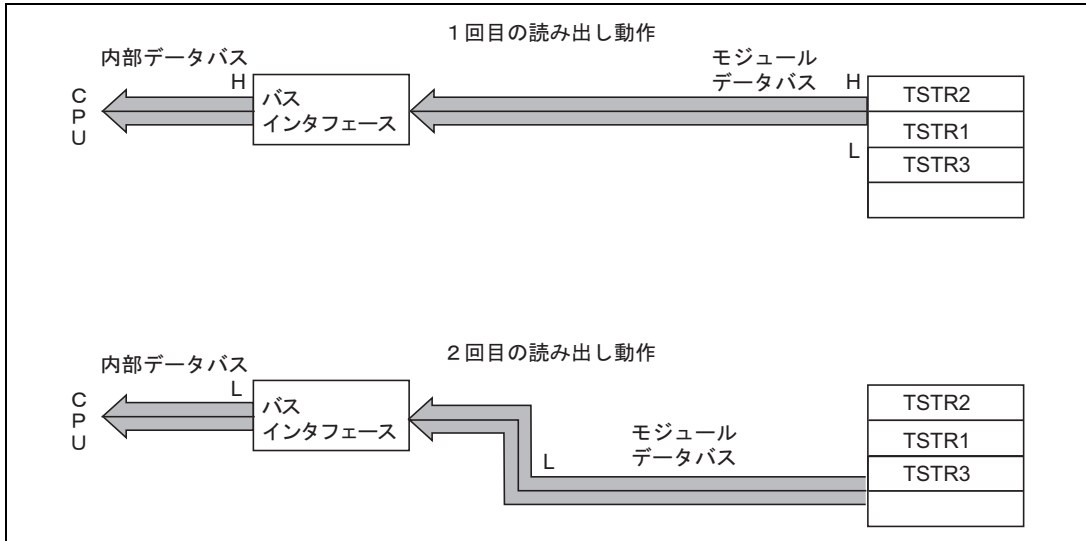 1回目の読み出し動作
内部データバス
H
C
P
U
バス
インタフェース
モジュール
データバス
H
L
TSTR2
TSTR1
TSTR3
2回目の読み出し動作
内部データバス
L
C
P
U
バス
インタフェース
L
モジュール
データバス
TSTR2
TSTR1
TSTR3